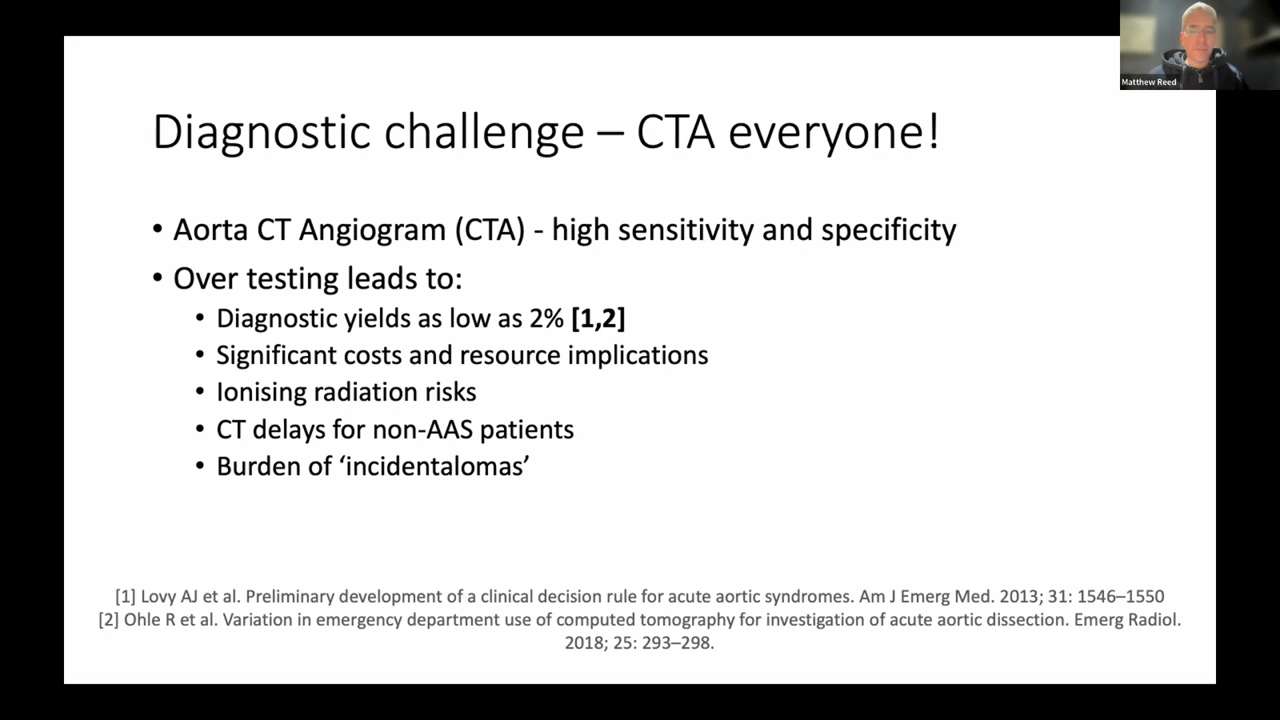 Matthew Reed
Diagnostic challenge – CTA everyone!
• Aorta CT Angiogram (CTA) - high sensitivity and specificity
• Over testing leads to:
• Diagnostic yields as low as 2% [1,2]
• Significant costs and resource implications
• Ionising radiation risks
• CT delays for non-AAS patients
• Burden of ‘incidentalomas’
[1] Lovy AJ et al. Preliminary development of a clinical decision rule for acute aortic syndromes. Am J Emerg Med. 2013; 31: 1546–1550
[2] Ohle R et al. Variation in emergency department use of computed tomography for investigation of acute aortic dissection. Emerg Radiol.
2018; 25: 293–298.